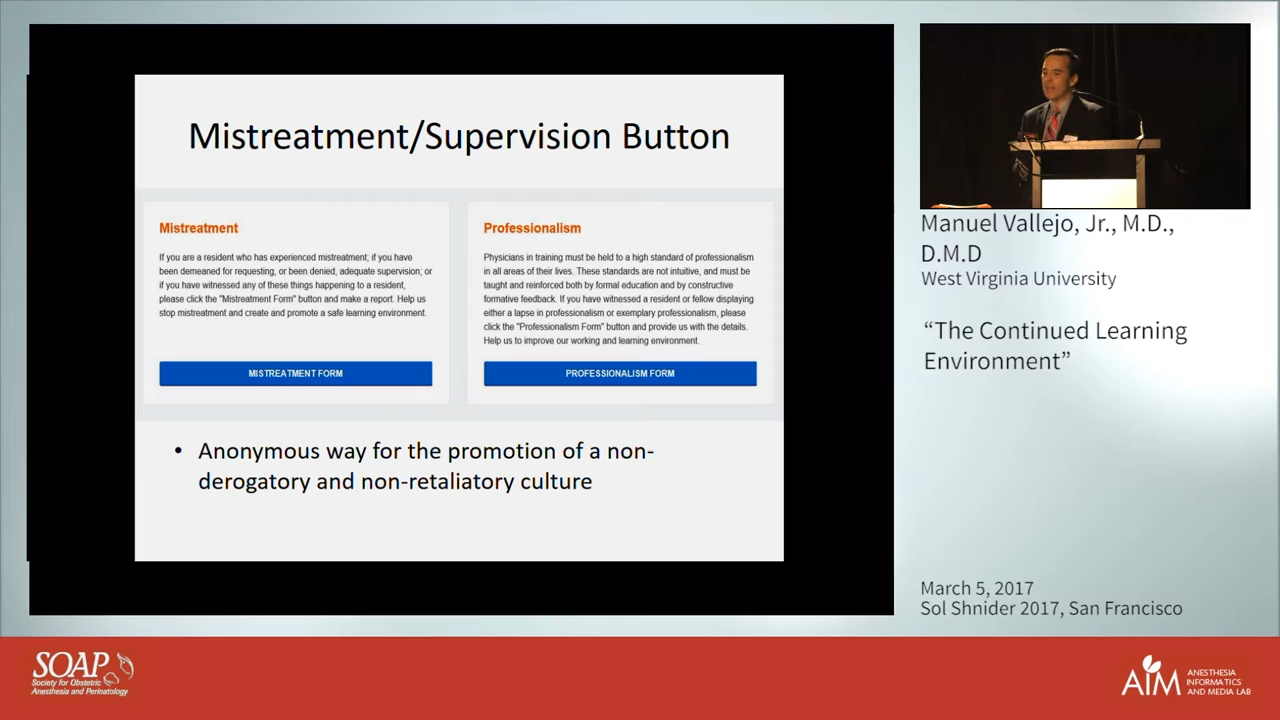 Mistreatment/Supervision Button
Mistreatment
If you are a resident who has experienced mistreatment; if you have
been demeaned for requesting, or been denied, adequate supervision; or
if you have witnessed any of these things happening to a resident,
please click the "Mistreatment Form" button and make a report. Help us
stop mistreatment and create and promote a safe learning environment.
MISTREATMENT FORM
Professionalism
Physicians in training must be held to a high standard of professionalism
in all areas of their lives. These standards are not intuitive, and must be
taught and reinforced both by formal education and by constructive
formative feedback. If you have witnessed a resident or fellow displaying
either a lapse in professionalism or exemplary professionalism, please
click the "Professionalism Form" button and provide us with the details.
Help us to improve our working and learning environment.
PROFESSIONALISM FORM
• Anonymous way for the promotion of a non-
derogatory and non-retaliatory culture
Manuel Vallejo, Jr., M.D.,
D.M.D
West Virginia University
“The Continued Learning
Environment”
March 5, 2017
Sol Shnider 2017, San Francisco
SOAP
Society for Obstetric
Anesthesia and Perinatology
AIM
ANESTHESIA
INFORMATICS
AND MEDIA LAB